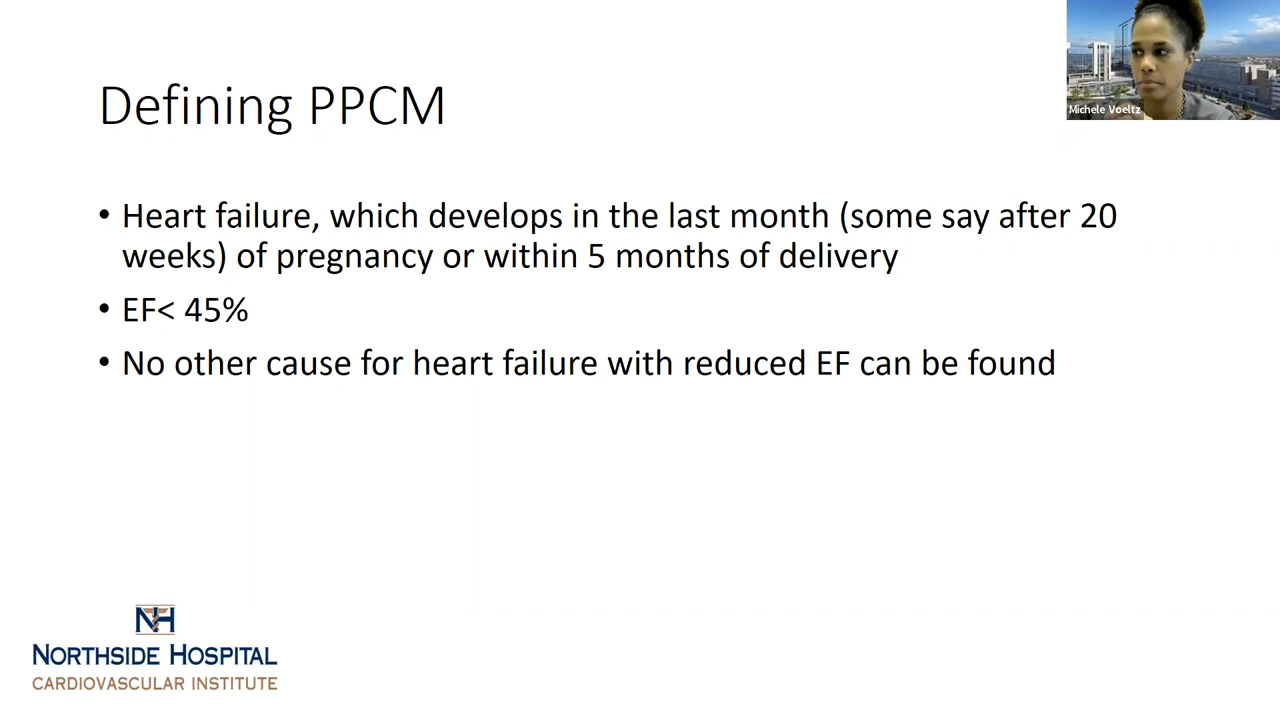 Michele Voeltz
Defining PPCM
• Heart failure, which develops in the last month (some say after 20
weeks) of pregnancy or within 5 months of delivery
• EF< 45%
• No other cause for heart failure with reduced EF can be found
NH
NORTHSIDE HOSPITAL
CARDIOVASCULAR INSTITUTE